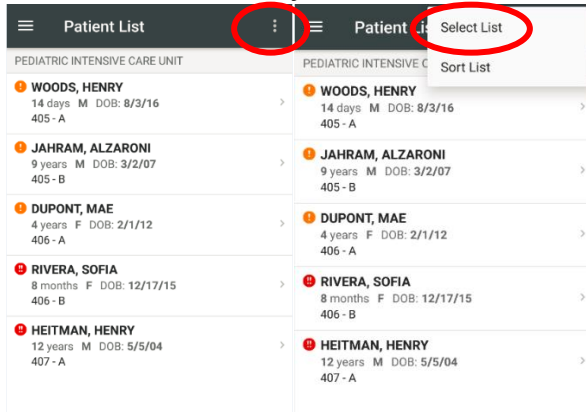 Patient List
PEDIATRIC INTENSIVE CARE UNIT
WOODS, HENRY
14 days M DOB: 8/3/16
405 - A
JAHRAM, ALZARONI
9 years M DOB: 3/2/07
405 - B
DUPONT, MAE
4 years F DOB: 2/1/12
406 - A
RIVERA, SOFIA
8 months F DOB: 12/17/15
406 - B
HEITMAN, HENRY
12 years M DOB: 5/5/04
407 - A
Patient Li
Select List
Sort List
PEDIATRIC INTENSIVE C
WOODS, HENRY
14 days M DOB: 8/3/16
405 - A
JAHRAM, ALZARONI
9 years M DOB: 3/2/07
405 - B
DUPONT, MAE
4 years F DOB: 2/1/12
406 - A
RIVERA, SOFIA
8 months F DOB: 12/17/15
406 - B
HEITMAN, HENRY
12 years M DOB: 5/5/04
407 - A